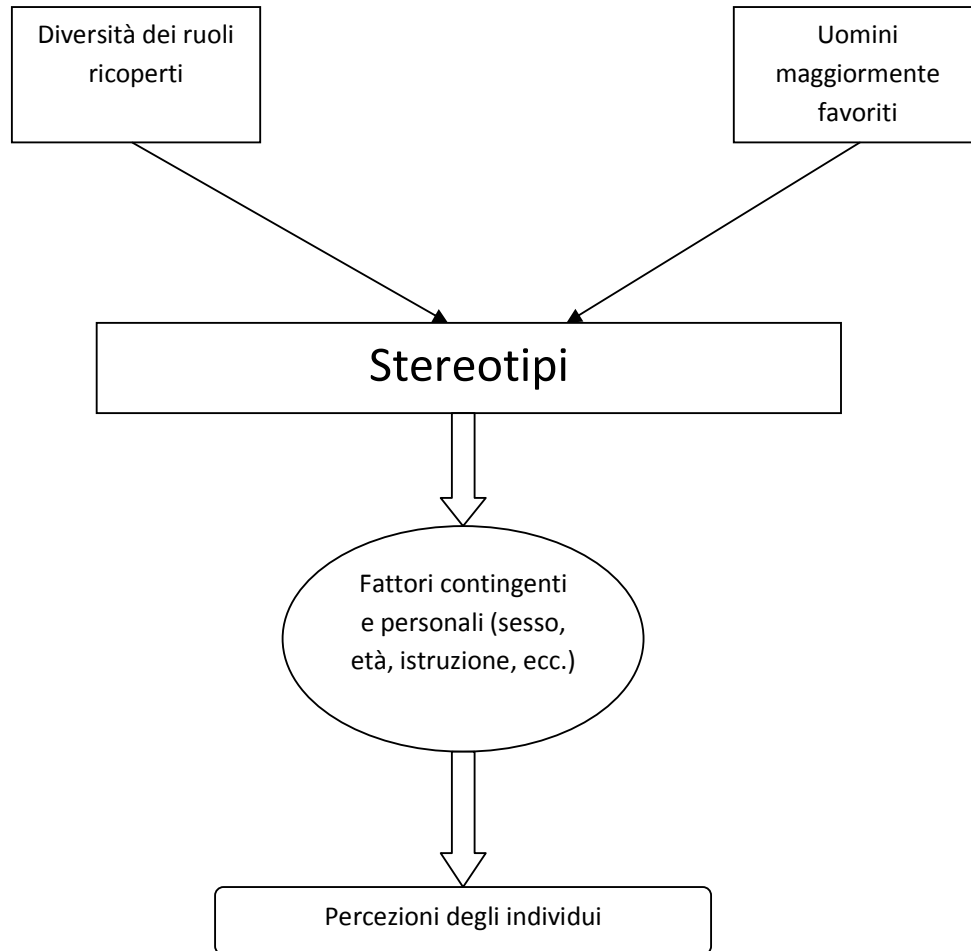 Diversità dei ruoli
ricoperti
Uomini
maggiormente
favoriti
Stereotipi
Fattori contingenti
e personali (sesso,
età, istruzione, ecc.)
Percezioni degli individui